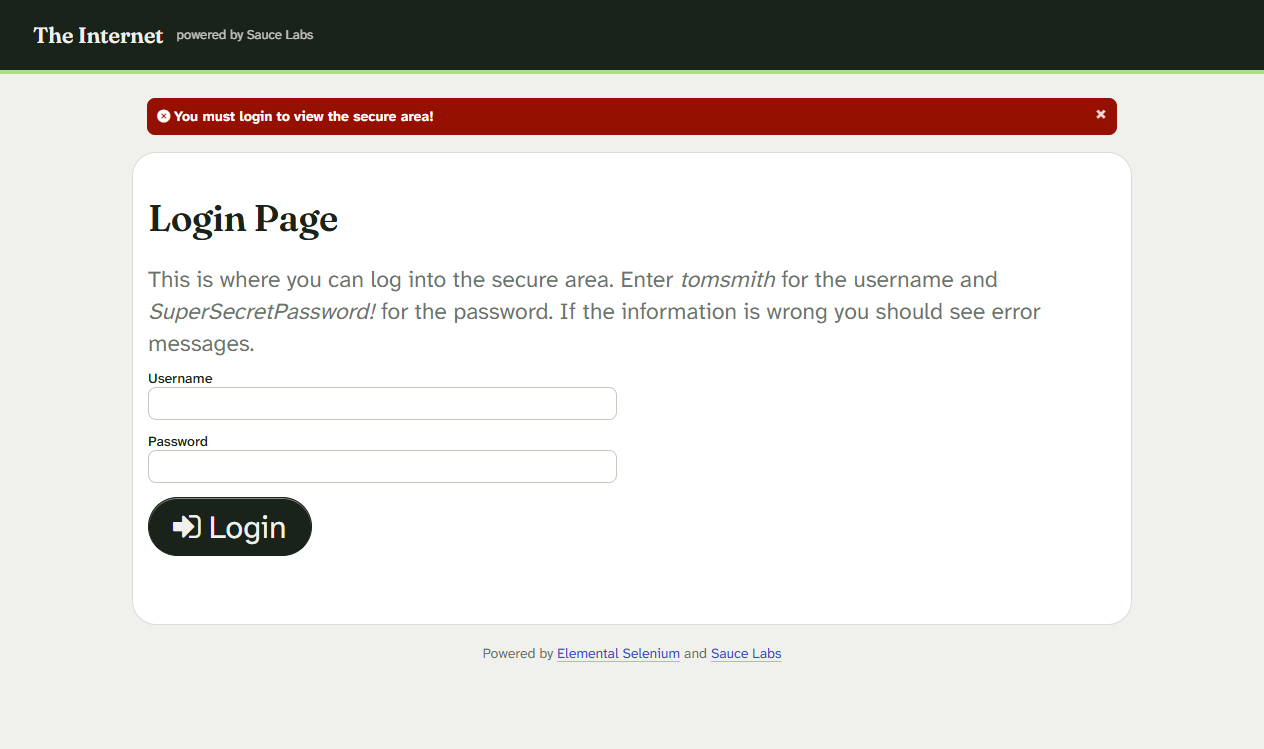 The Internet powered by Sauce Labs
You must login to view the secure area!
Login Page
This is where you can log into the secure area. Enter tomsmith for the username and
SuperSecretPassword! for the password. If the information is wrong you should see error
messages.
Username
Password
Login
Powered by Elemental Selenium and Sauce Labs